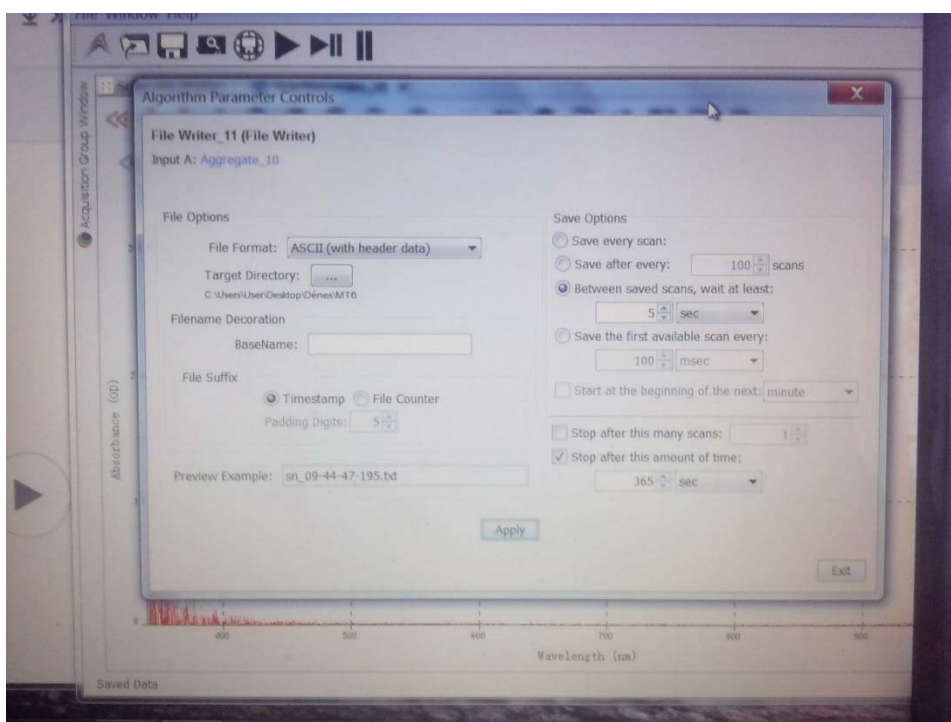 File Window Help
Acquisition Group Window
Algorithm Parameter Controls
File Writer_11 (File Writer)
Input A: Aggregate_10
File Options
File Format: ASCII (with header data)
Target Directory: ...
C:\Users\User\Desktop\Dénes\MT6
Filename Decoration
BaseName:
File Suffix
Timestamp File Counter
Padding Digits: 5
Preview Example: sn_09-44-47-195.txt
Save Options
Save every scan:
Save after every: 100 scans
Between saved scans, wait at least:
5 sec
Save the first available scan every:
100 msec
Start at the beginning of the next: minute
Stop after this many scans: 1
Stop after this amount of time:
365 sec
Apply
Exit
Absorbance (OD)
3
2
1
0
400 500 600 700 800 900
Wavelength (nm)
Saved Data